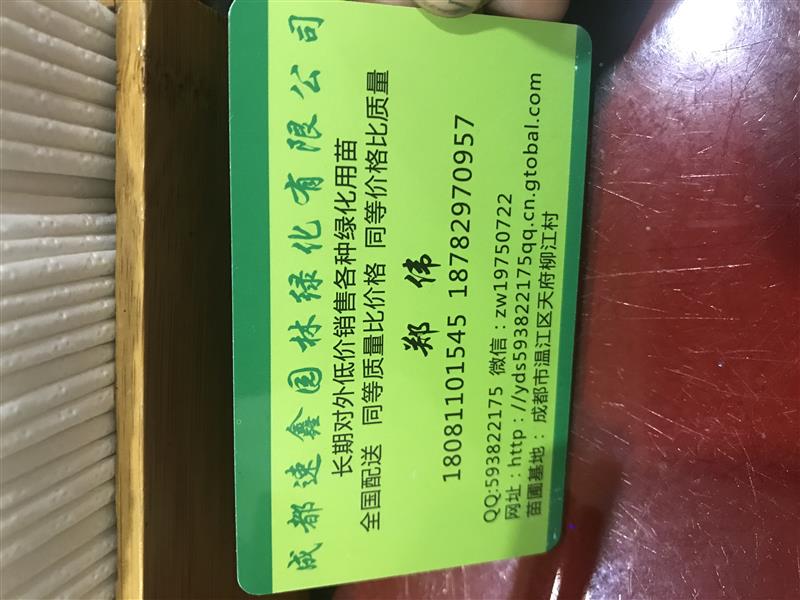 成都速鑫园林绿化有限公司
长期对外低价销售各种绿化用苗
全国配送 同等质量比价格 同等价格比质量
郑 伟
18081101545 18782970957
QQ:593822175 微信：zw19750722
网址：http：//yds593822175qq.cn.gtobal.com
苗圃基地： 成都市温江区天府柳江村